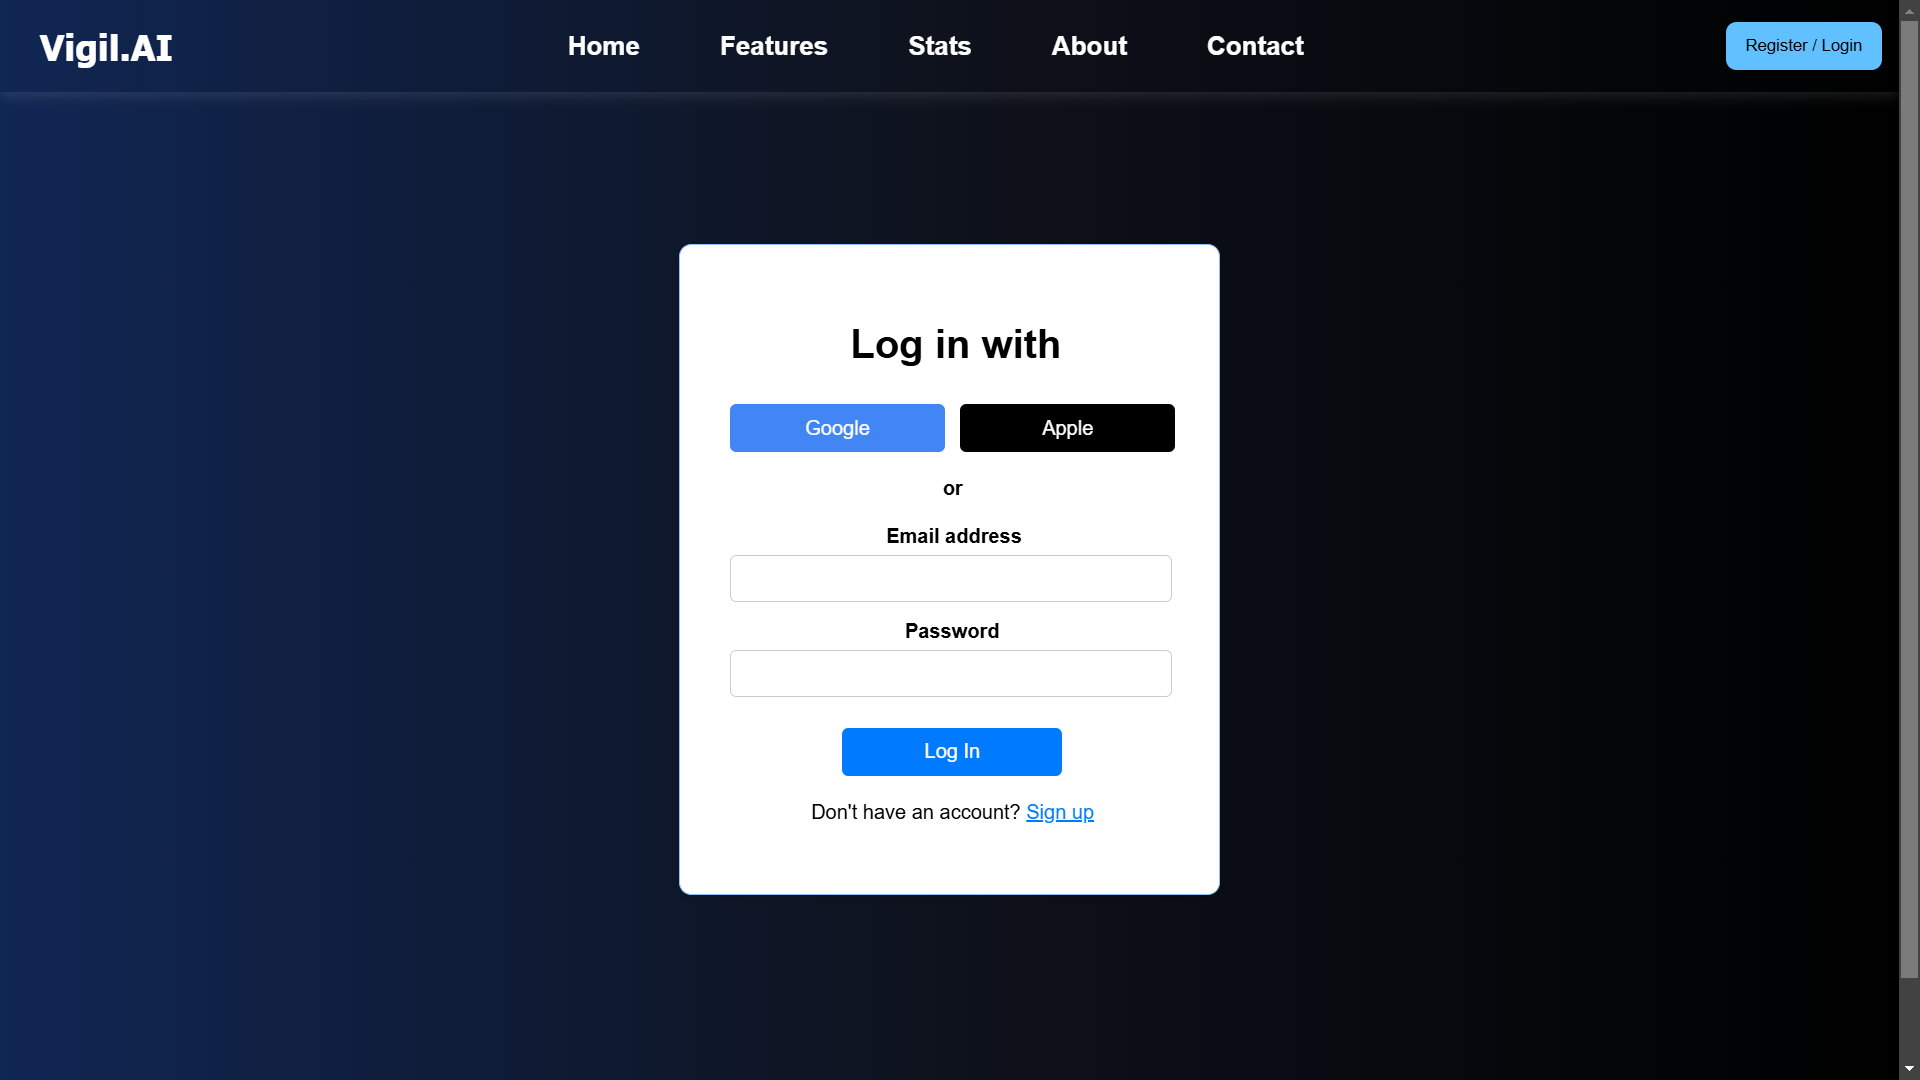 Vigil.AI Home Features Stats About Contact Register / Login
Log in with
Google Apple
or
Email address
Password
Log In
Don't have an account? Sign up